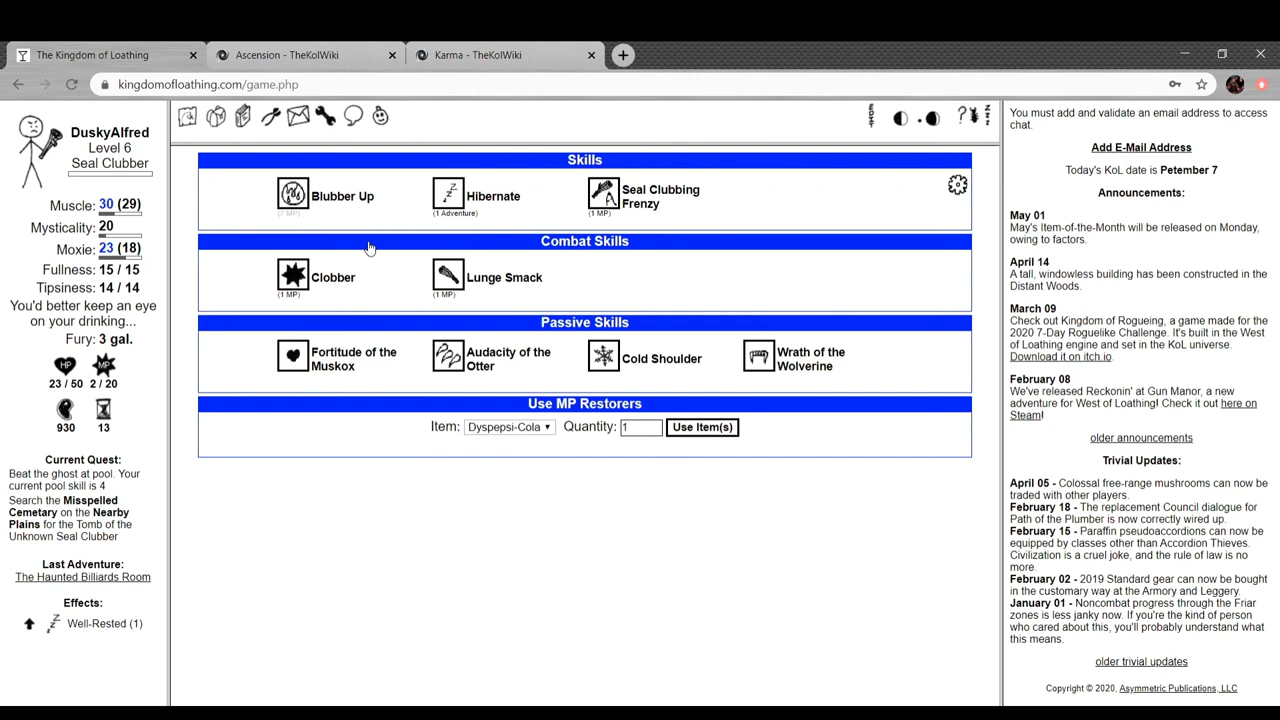 The Kingdom of Loathing
Ascension - TheKolWiki
Karma - TheKolWiki
kingdomofloathing.com/game.php
DuskyAlfred
Level 6
Seal Clubber
Muscle: 30 (29)
Mysticality: 20
Moxie: 23 (18)
Fullness: 15 / 15
Tipsiness: 14 / 14
You'd better keep an eye
on your drinking...
Fury: 3 gal.
HP MP
23 / 50 2 / 20
930 13
Current Quest:
Beat the ghost at pool. Your
current pool skill is 4
Search the Misspelled
Cemetary on the Nearby
Plains for the Tomb of the
Unknown Seal Clubber
Last Adventure:
The Haunted Billiards Room
Effects:
Well-Rested (1)
EDIT
Skills
Blubber Up
(7 MP)
Hibernate
(1 Adventure)
Seal Clubbing
Frenzy
(1 MP)
Combat Skills
Clobber
(1 MP)
Lunge Smack
(1 MP)
Passive Skills
Fortitude of the
Muskox
Audacity of the
Otter
Cold Shoulder
Wrath of the
Wolverine
Use MP Restorers
Item: Dyspepsi-Cola Quantity: 1 Use Item(s)
You must add and validate an email address to access
chat.
Add E-Mail Address
Today's KoL date is Petember 7
Announcements:
May 01
May's Item-of-the-Month will be released on Monday,
owing to factors.
April 14
A tall, windowless building has been constructed in the
Distant Woods.
March 09
Check out Kingdom of Rogueing, a game made for the
2020 7-Day Roguelike Challenge. It's built in the West
of Loathing engine and set in the KoL universe.
Download it on itch.io.
February 08
We've released Reckonin' at Gun Manor, a new
adventure for West of Loathing! Check it out here on
Steam!
older announcements
Trivial Updates:
April 05 - Colossal free-range mushrooms can now be
traded with other players.
February 18 - The replacement Council dialogue for
Path of the Plumber is now correctly wired up.
February 15 - Paraffin pseudoaccordions can now be
equipped by classes other than Accordion Thieves.
Civilization is a cruel joke, and the rule of law is no
more.
February 02 - 2019 Standard gear can now be bought
in the customary way at the Armory and Leggery.
January 01 - Noncombat progress through the Friar
zones is less janky now. If you're the kind of person
who cared about this, you'll probably understand what
this means.
older trivial updates
Copyright © 2020, Asymmetric Publications, LLC